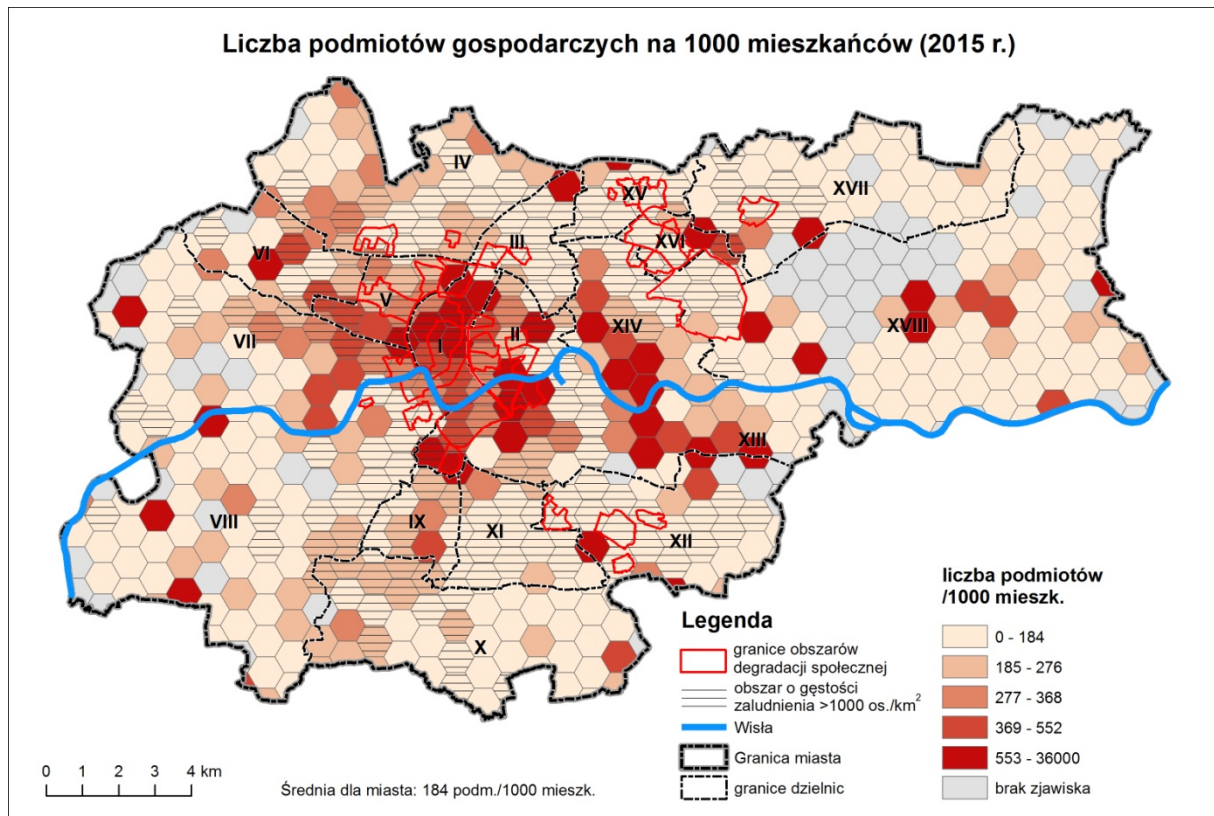 Liczba podmiotów gospodarczych na 1000 mieszkańców (2015 r.)
IV
XVII
XV
III
XVI
VI
V
VII
I
II
XIV
XVIII
XIII
VIII
IX
XI
XII
X
Legenda
granice obszarów
degradacji społecznej
obszar o gęstości
zaludnienia >1000 os./km²
Wisła
Granica miasta
granice dzielnic
liczba podmiotów
/1000 mieszk.
0 - 184
185 - 276
277 - 368
369 - 552
553 - 36000
brak zjawiska
0 1 2 3 4 km
Średnia dla miasta: 184 podm./1000 mieszk.